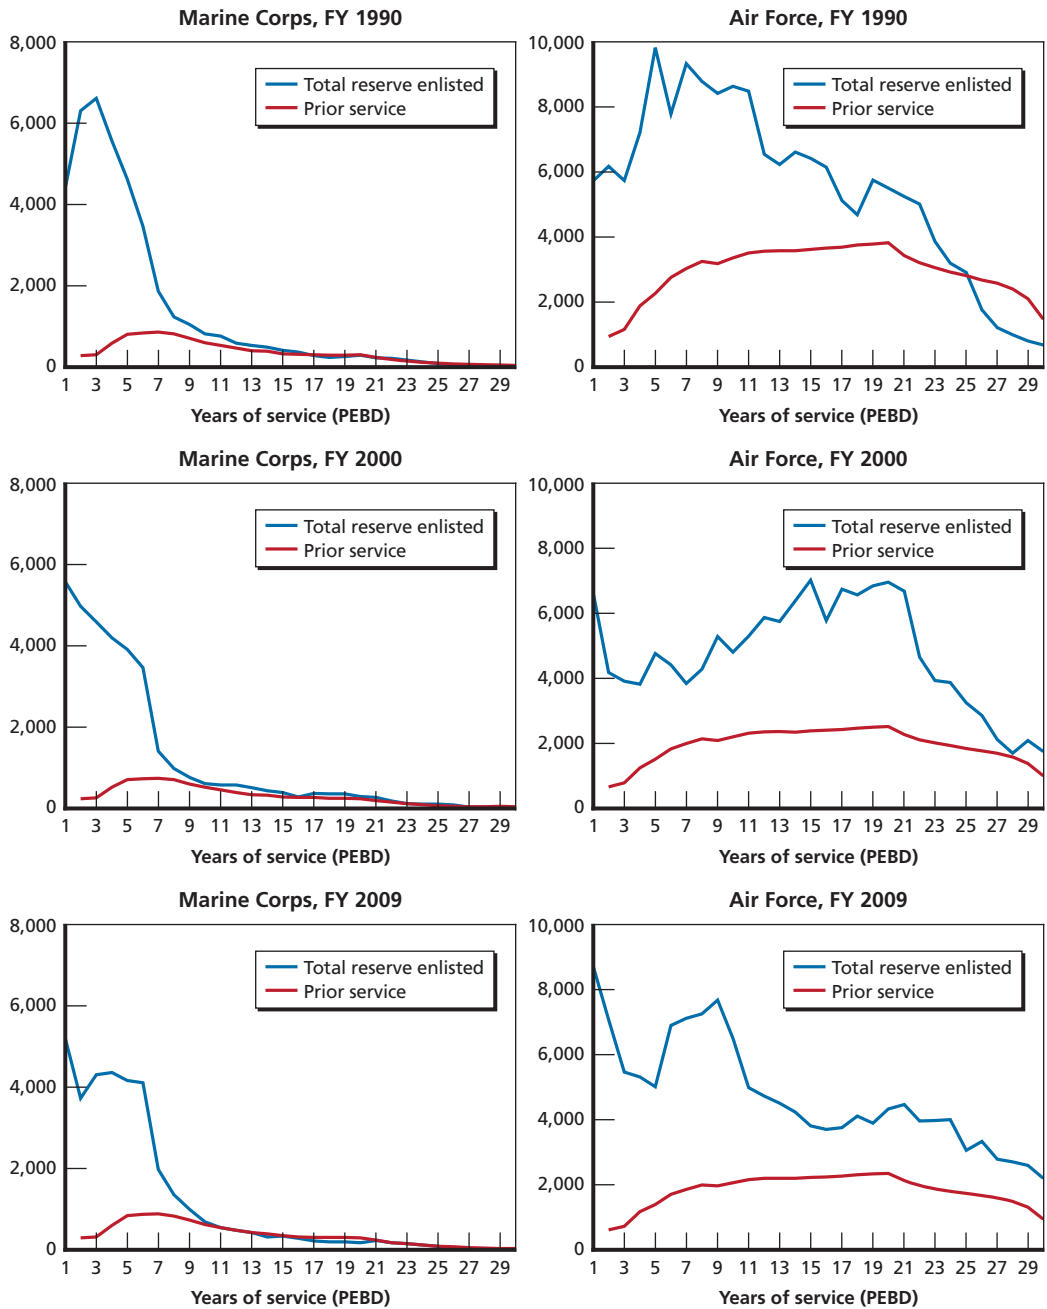 Marine Corps, FY 1990
8,000
6,000
4,000
2,000
0
Total reserve enlisted
Prior service
1 3 5 7 9 11 13 15 17 19 21 23 25 27 29
Years of service (PEBD)
Air Force, FY 1990
10,000
8,000
6,000
4,000
2,000
0
Total reserve enlisted
Prior service
1 3 5 7 9 11 13 15 17 19 21 23 25 27 29
Years of service (PEBD)
Marine Corps, FY 2000
8,000
6,000
4,000
2,000
0
Total reserve enlisted
Prior service
1 3 5 7 9 11 13 15 17 19 21 23 25 27 29
Years of service (PEBD)
Air Force, FY 2000
10,000
8,000
6,000
4,000
2,000
0
Total reserve enlisted
Prior service
1 3 5 7 9 11 13 15 17 19 21 23 25 27 29
Years of service (PEBD)
Marine Corps, FY 2009
8,000
6,000
4,000
2,000
0
Total reserve enlisted
Prior service
1 3 5 7 9 11 13 15 17 19 21 23 25 27 29
Years of service (PEBD)
Air Force, FY 2009
10,000
8,000
6,000
4,000
2,000
0
Total reserve enlisted
Prior service
1 3 5 7 9 11 13 15 17 19 21 23 25 27 29
Years of service (PEBD)